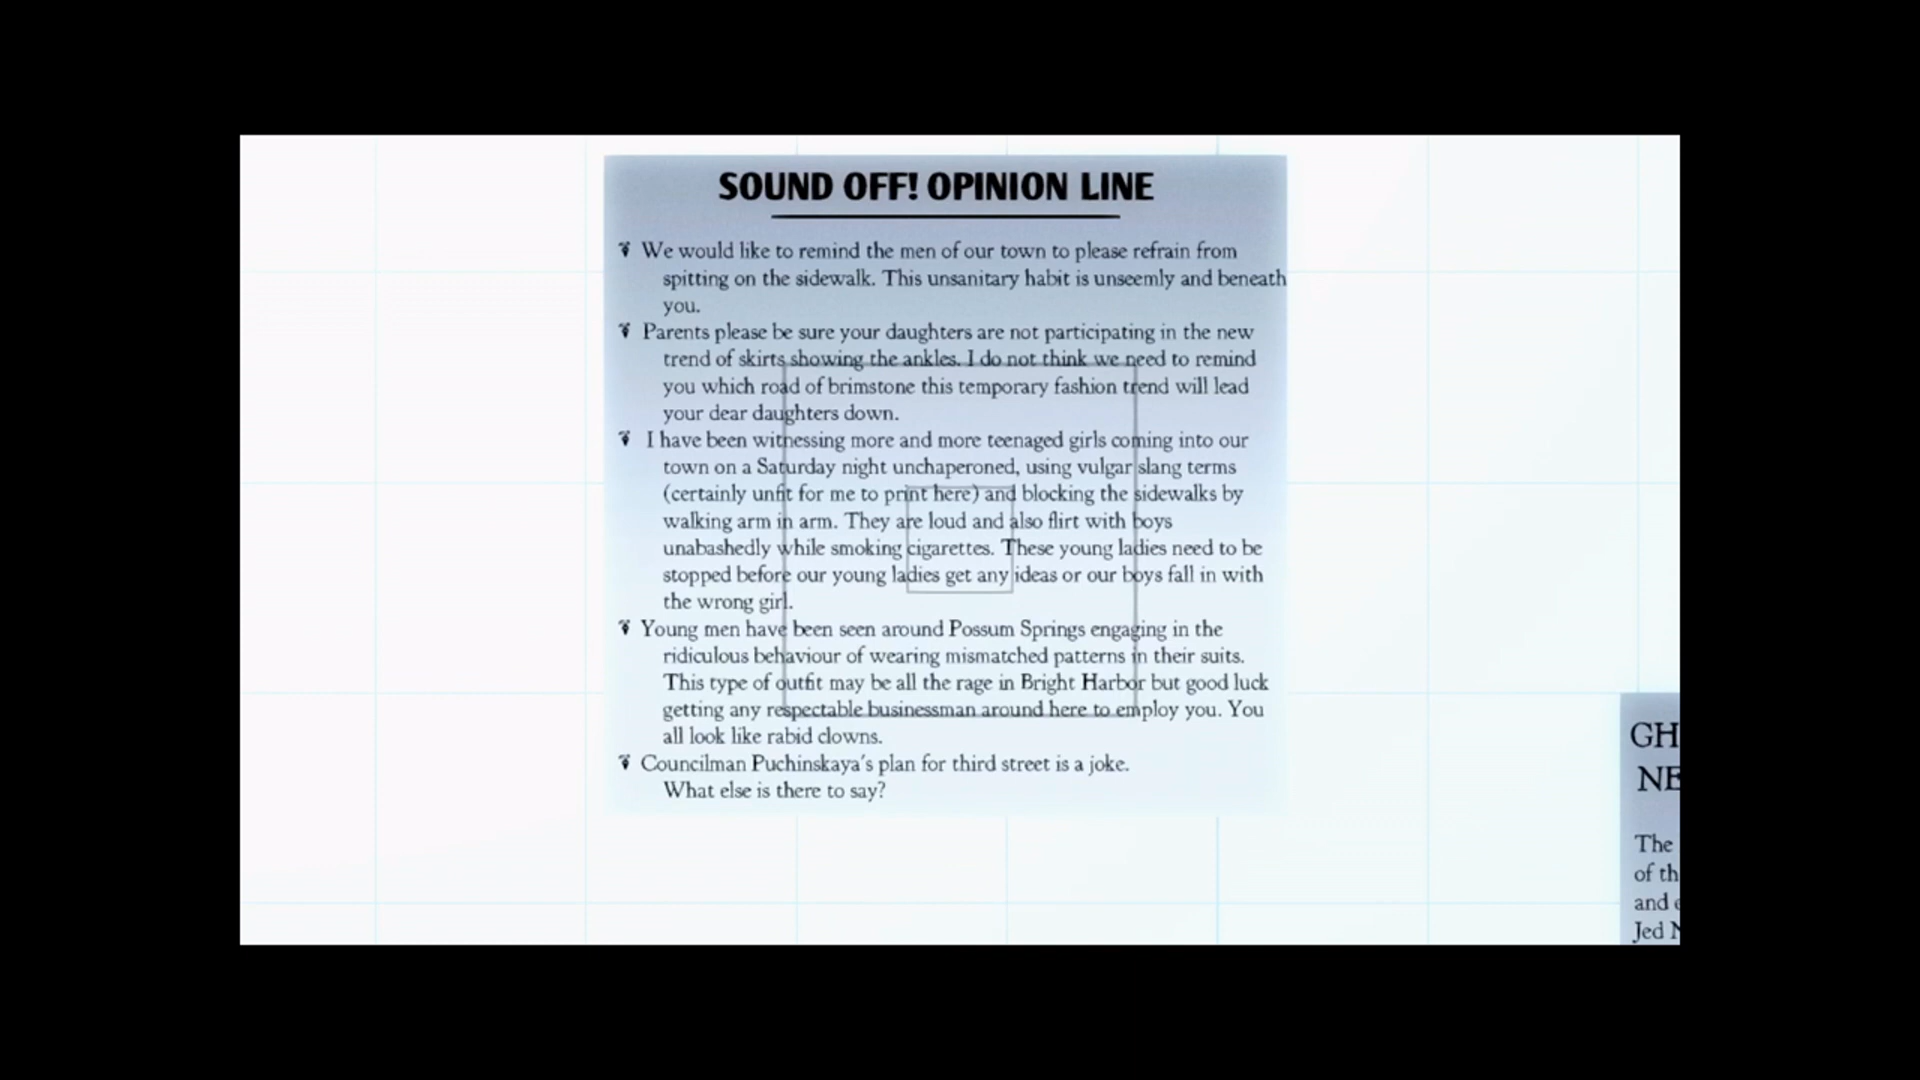 SOUND OFF! OPINION LINE
We would like to remind the men of our town to please refrain from
spitting on the sidewalk. This unsanitary habit is unseemly and beneath
you.
Parents please be sure your daughters are not participating in the new
trend of skirts showing the ankles. I do not think we need to remind
you which road of brimstone this temporary fashion trend will lead
your dear daughters down.
I have been witnessing more and more teenaged girls coming into our
town on a Saturday night unchaperoned, using vulgar slang terms
(certainly unfit for me to print here) and blocking the sidewalks by
walking arm in arm. They are loud and also flirt with boys
unabashedly while smoking cigarettes. These young ladies need to be
stopped before our young ladies get any ideas or our boys fall in with
the wrong girl.
Young men have been seen around Possum Springs engaging in the
ridiculous behaviour of wearing mismatched patterns in their suits.
This type of outfit may be all the rage in Bright Harbor but good luck
getting any respectable businessman around here to employ you. You
all look like rabid clowns.
Councilman Puchinskaya's plan for third street is a joke.
What else is there to say?
GH
NE
The
of th
and
Jed